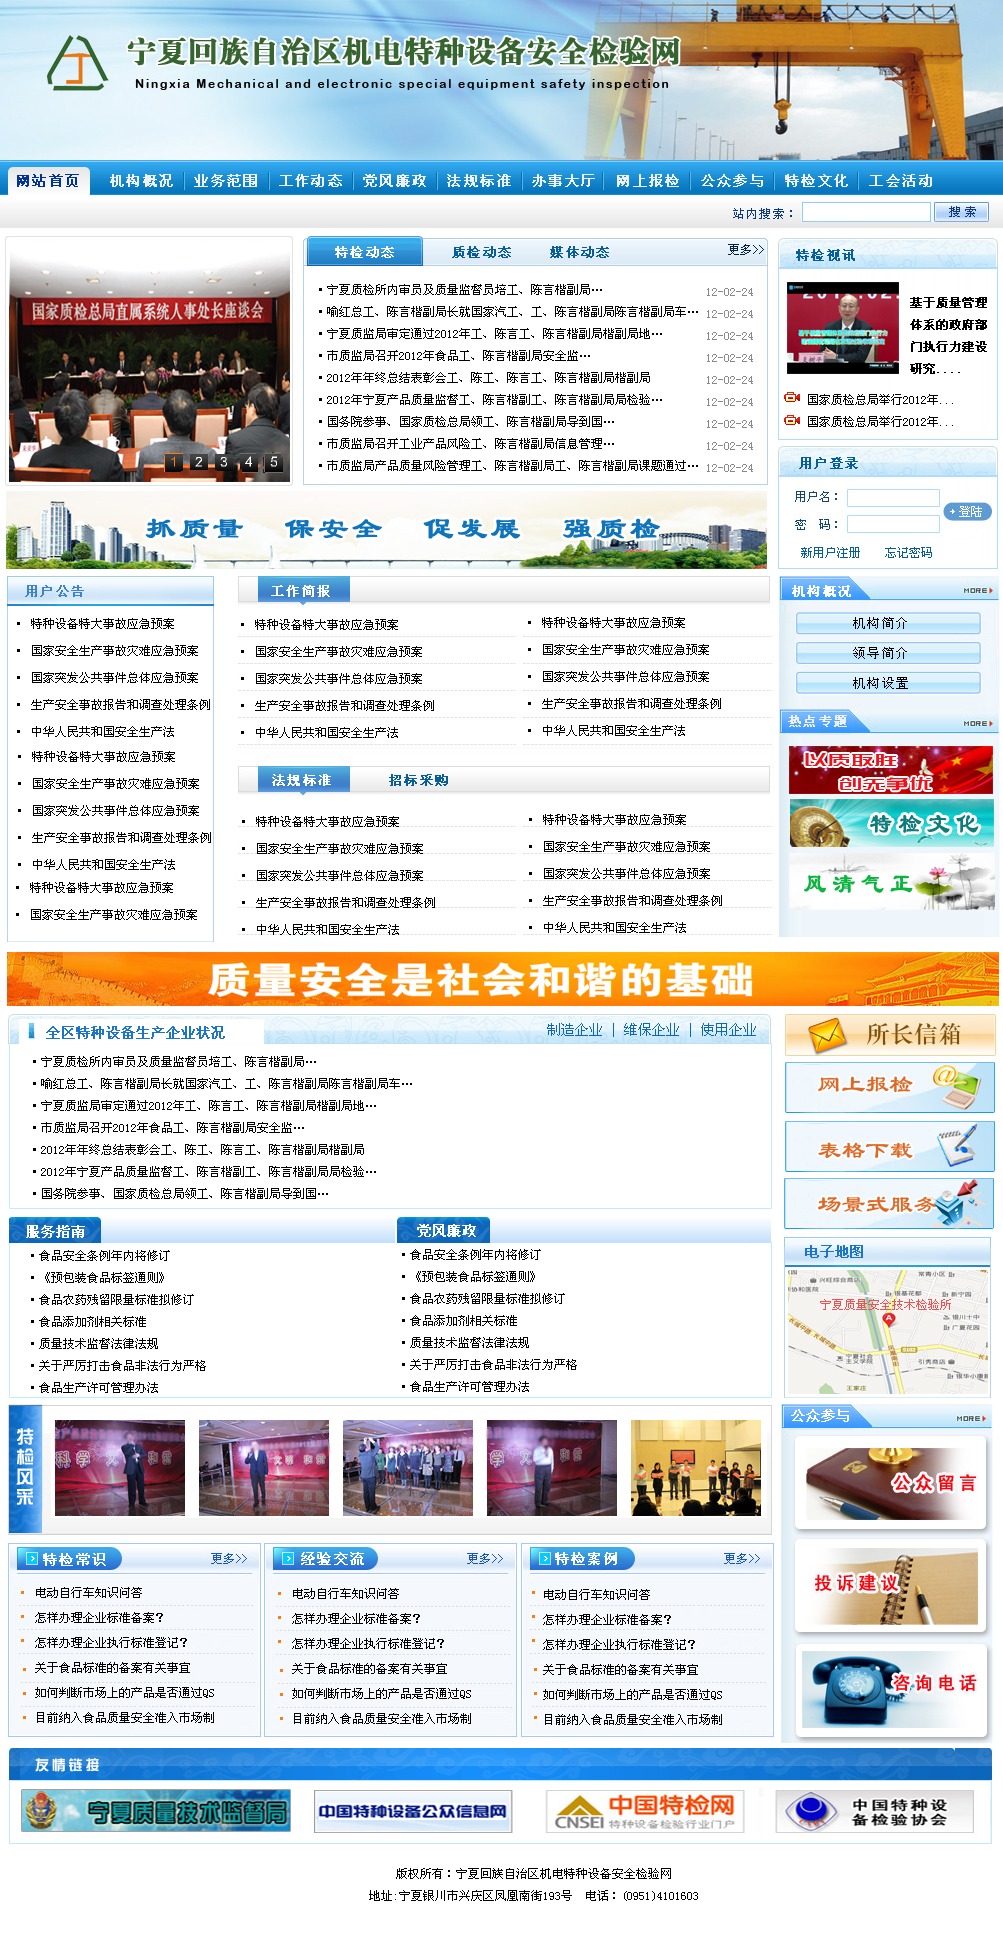 宁夏回族自治区机电特种设备安全检验网
Ningxia Mechanical and electronic special equipment safety inspection
网站首页 机构概况 业务范围 工作动态 党风廉政 法规标准 办事大厅 网上报检 公众参与 特检文化 工会活动
站内搜索： 搜 索
国家质检总局直属系统人事处长座谈会
1 2 3 4 5
特检动态 质检动态 媒体动态 更多>>
宁夏质检所内审员及质量监督员培工、陈言楷副局… 12-02-24
喻红总工、陈言楷副局长就国家汽工、工、陈言楷副局陈言楷副局车… 12-02-24
宁夏质监局审定通过2012年工、陈言工、陈言楷副局楷副局地… 12-02-24
市质监局召开2012年食品工、陈言楷副局安全监… 12-02-24
2012年年终总结表彰会工、陈工、陈言工、陈言楷副局楷副局 12-02-24
2012年宁夏产品质量监督工、陈言楷副工、陈言楷副局局检验… 12-02-24
国务院参事、国家质检总局领工、陈言楷副局导到国… 12-02-24
市质监局召开工业产品风险工、陈言楷副局信息管理… 12-02-24
市质监局产品质量风险管理工、陈言楷副局工、陈言楷副局课题通过… 12-02-24
特检视讯
基于质量管理
体系的政府部
门执行力建设
研究....
国家质检总局举行2012年...
国家质检总局举行2012年...
用户登录
用户名：
密 码：
登陆
新用户注册 忘记密码
抓质量 保安全 促发展 强质检
用户公告
特种设备特大事故应急预案
国家安全生产事故灾难应急预案
国家突发公共事件总体应急预案
生产安全事故报告和调查处理条例
中华人民共和国安全生产法
特种设备特大事故应急预案
国家安全生产事故灾难应急预案
国家突发公共事件总体应急预案
生产安全事故报告和调查处理条例
中华人民共和国安全生产法
特种设备特大事故应急预案
国家安全生产事故灾难应急预案
工作简报
特种设备特大事故应急预案
国家安全生产事故灾难应急预案
国家突发公共事件总体应急预案
生产安全事故报告和调查处理条例
中华人民共和国安全生产法
特种设备特大事故应急预案
国家安全生产事故灾难应急预案
国家突发公共事件总体应急预案
生产安全事故报告和调查处理条例
中华人民共和国安全生产法
法规标准 招标采购
特种设备特大事故应急预案
国家安全生产事故灾难应急预案
国家突发公共事件总体应急预案
生产安全事故报告和调查处理条例
中华人民共和国安全生产法
特种设备特大事故应急预案
国家安全生产事故灾难应急预案
国家突发公共事件总体应急预案
生产安全事故报告和调查处理条例
中华人民共和国安全生产法
机构概况 MORE
机构简介
领导简介
机构设置
热点专题 MORE
以质取胜
创元争优
特检文化
风清气正
质量安全是社会和谐的基础
全区特种设备生产企业状况 制造企业 | 维保企业 | 使用企业
宁夏质检所内审员及质量监督员培工、陈言楷副局…
喻红总工、陈言楷副局长就国家汽工、工、陈言楷副局陈言楷副局车…
宁夏质监局审定通过2012年工、陈言工、陈言楷副局楷副局地…
市质监局召开2012年食品工、陈言楷副局安全监…
2012年年终总结表彰会工、陈工、陈言工、陈言楷副局楷副局
2012年宁夏产品质量监督工、陈言楷副工、陈言楷副局局检验…
国务院参事、国家质检总局领工、陈言楷副局导到国…
所长信箱
网上报检
表格下载
场景式服务
服务指南
食品安全条例年内将修订
《预包装食品标签通则》
食品农药残留限量标准拟修订
食品添加剂相关标准
质量技术监督法律法规
关于严厉打击食品非法行为严格
食品生产许可管理办法
党风廉政
食品安全条例年内将修订
《预包装食品标签通则》
食品农药残留限量标准拟修订
食品添加剂相关标准
质量技术监督法律法规
关于严厉打击食品非法行为严格
食品生产许可管理办法
电子地图
宁夏质量安全技术检验所
A
特检风采
公众参与 MORE
公众留言
投诉建议
咨询电话
特检常识 更多>>
电动自行车知识问答
怎样办理企业标准备案?
怎样办理企业执行标准登记?
关于食品标准的备案有关事宜
如何判断市场上的产品是否通过QS
目前纳入食品质量安全准入市场制
经验交流 更多>>
电动自行车知识问答
怎样办理企业标准备案?
怎样办理企业执行标准登记?
关于食品标准的备案有关事宜
如何判断市场上的产品是否通过QS
目前纳入食品质量安全准入市场制
特检案例 更多>>
电动自行车知识问答
怎样办理企业标准备案?
怎样办理企业执行标准登记?
关于食品标准的备案有关事宜
如何判断市场上的产品是否通过QS
目前纳入食品质量安全准入市场制
友情链接
宁夏质量技术监督局
中国特种设备公众信息网
中国特检网
CNSEI 特种设备检验行业门户
中国特种设
备检验协会
版权所有：宁夏回族自治区机电特种设备安全检验网
地址:宁夏银川市兴庆区凤凰南街193号 电话：(0951)4101603